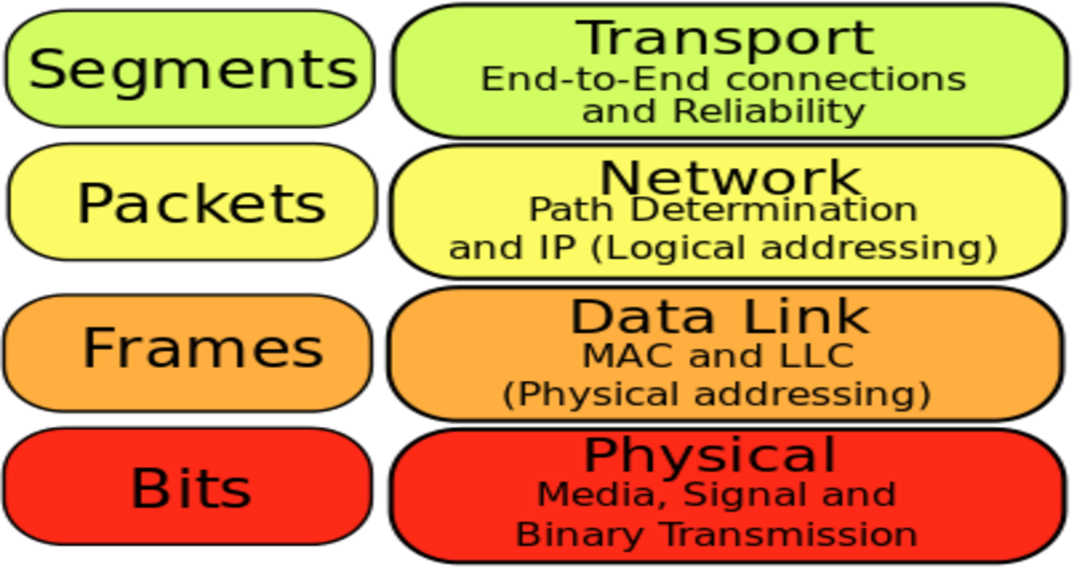 Segments
Transport
End-to-End connections
and Reliability
Packets
Network
Path Determination
and IP (Logical addressing)
Frames
Data Link
MAC and LLC
(Physical addressing)
Bits
Physical
Media, Signal and
Binary Transmission